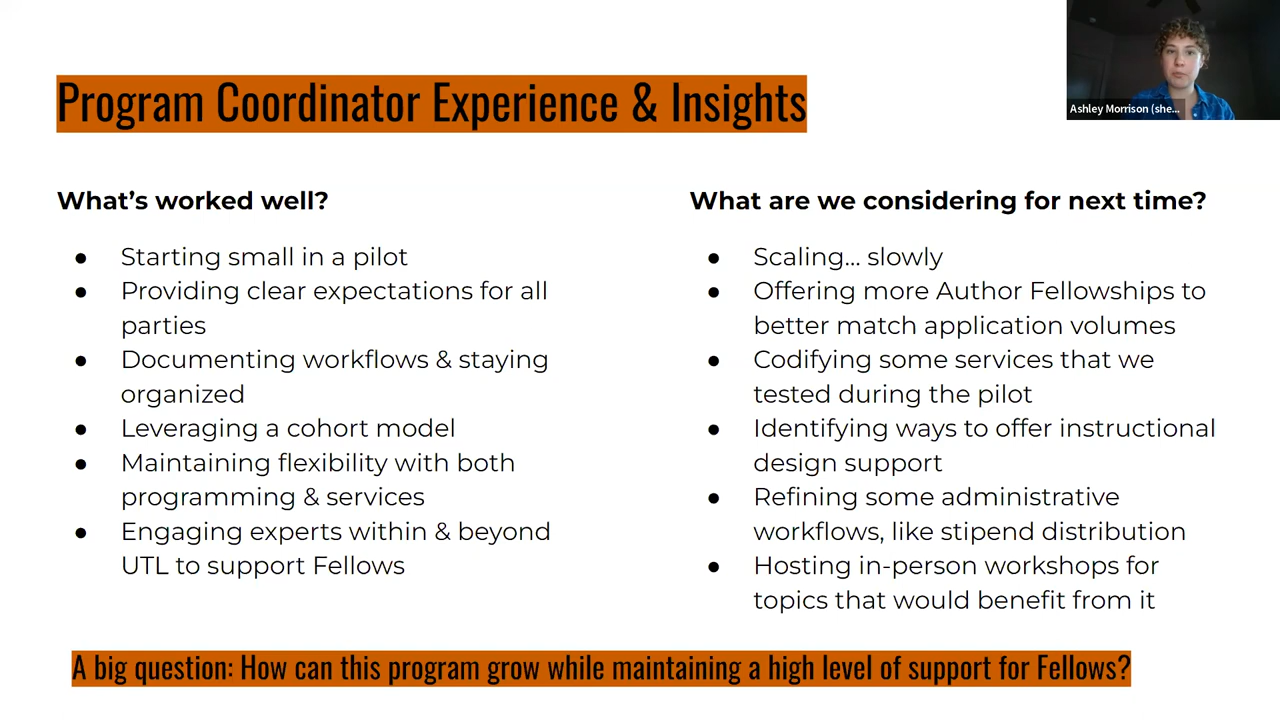 Program Coordinator Experience & Insights
Ashley Morrison (she...
What’s worked well?
● Starting small in a pilot
● Providing clear expectations for all
parties
● Documenting workflows & staying
organized
● Leveraging a cohort model
● Maintaining flexibility with both
programming & services
● Engaging experts within & beyond
UTL to support Fellows
What are we considering for next time?
● Scaling... slowly
● Offering more Author Fellowships to
better match application volumes
● Codifying some services that we
tested during the pilot
● Identifying ways to offer instructional
design support
● Refining some administrative
workflows, like stipend distribution
● Hosting in-person workshops for
topics that would benefit from it
A big question: How can this program grow while maintaining a high level of support for Fellows?